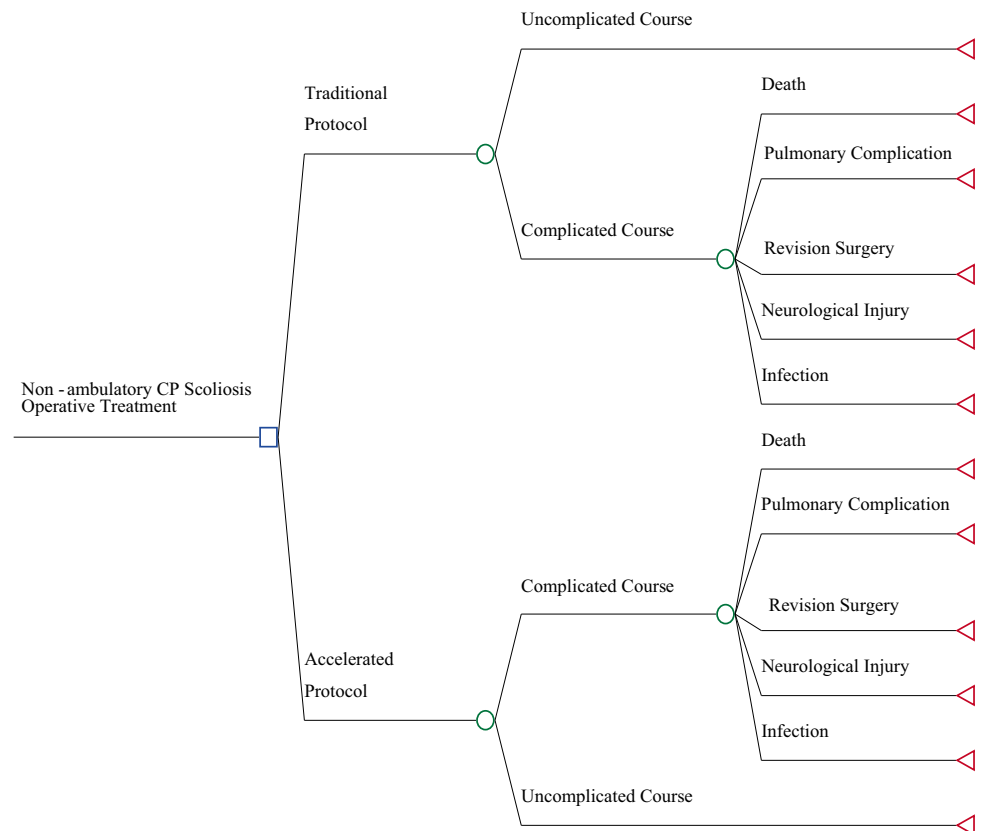 Uncomplicated Course
Death
Traditional
Protocol
Pulmonary Complication
Complicated Course
Revision Surgery
Neurological Injury
Infection
Non - ambulatory CP Scoliosis
Operative Treatment
Death
Pulmonary Complication
Complicated Course
Revision Surgery
Accelerated
Protocol
Neurological Injury
Infection
Uncomplicated Course